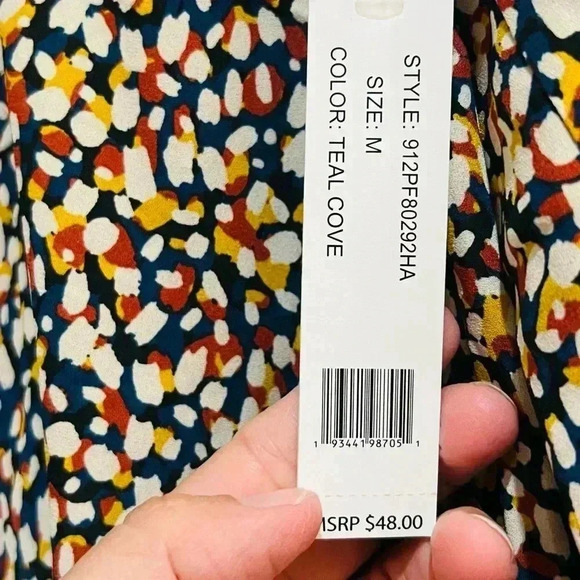 STYLE: 912PF80292HA
SIZE: M
COLOR: TEAL COVE
1 93441 98705 1
MSRP $48.00